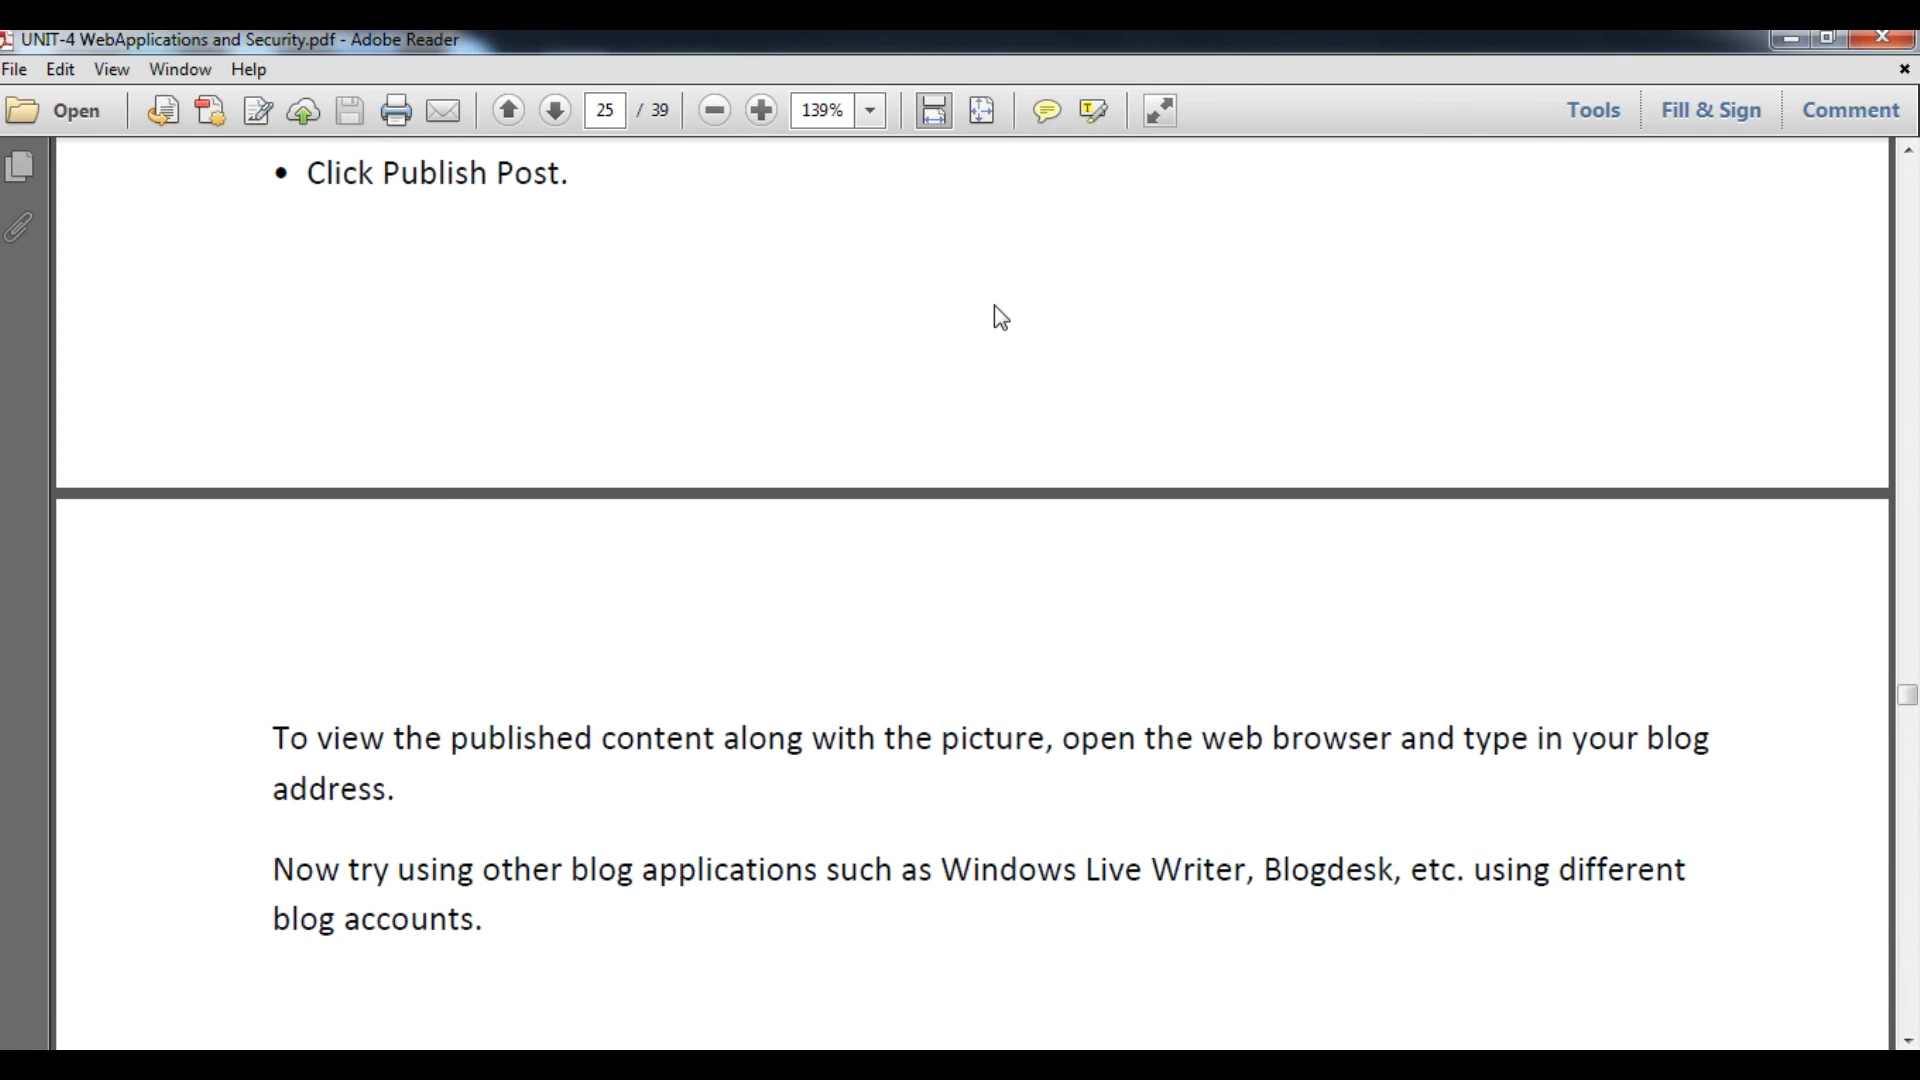 UNIT-4 WebApplications and Security.pdf - Adobe Reader
File Edit View Window Help
Open 25 / 39 139% Tools Fill & Sign Comment
• Click Publish Post.
To view the published content along with the picture, open the web browser and type in your blog
address.
Now try using other blog applications such as Windows Live Writer, Blogdesk, etc. using different
blog accounts.